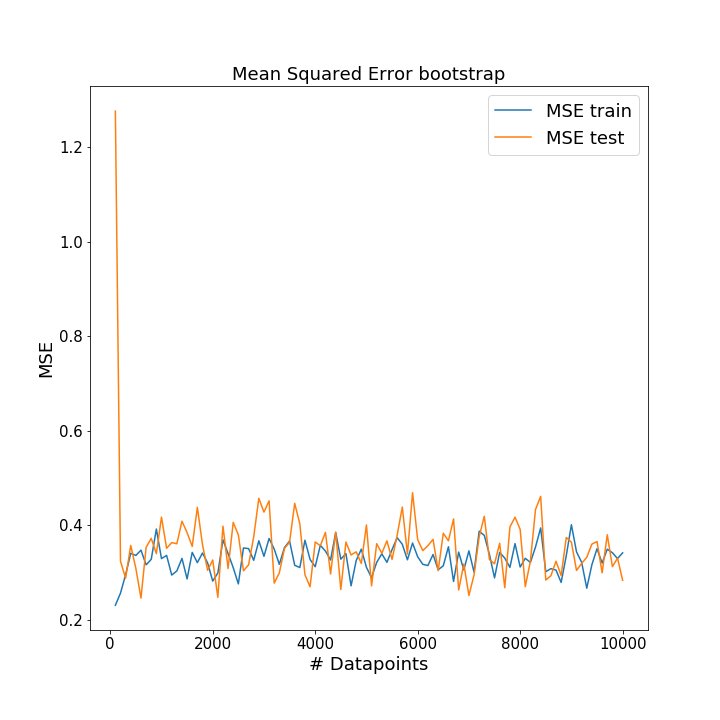 Mean Squared Error bootstrap
MSE train
MSE test
1.2
1.0
0.8
0.6
0.4
0.2
MSE
0 2000 4000 6000 8000 10000
# Datapoints